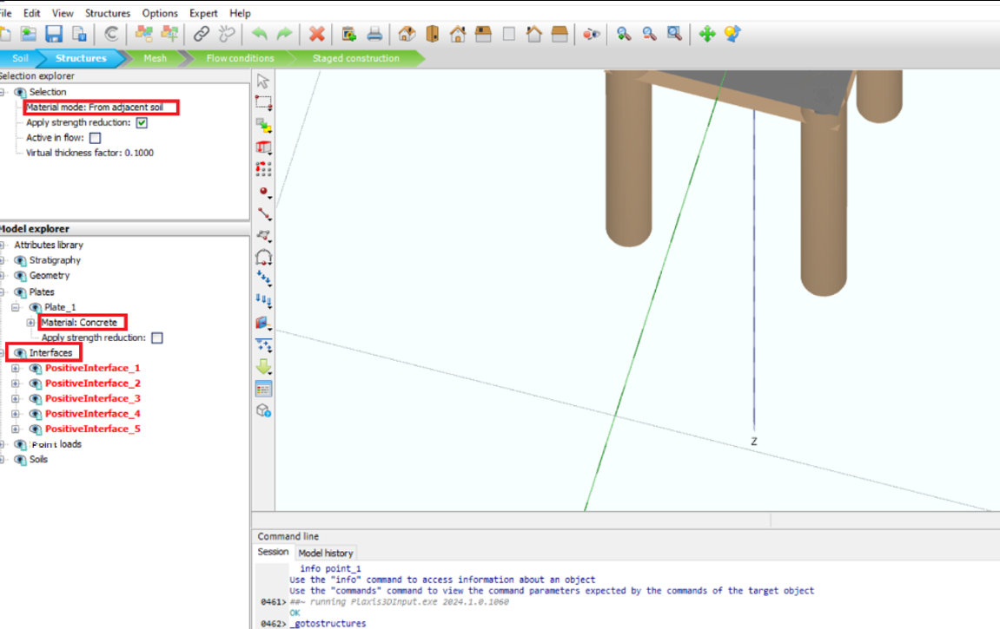 File Edit View Structures Options Expert Help
Soil Structures Mesh Flow conditions Staged construction
Selection explorer
Selection
Material mode: From adjacent soil
Apply strength reduction:
Active in flow:
Virtual thickness factor: 0.1000
Model explorer
Attributes library
Stratigraphy
Geometry
Plates
Plate_1
Material: Concrete
Apply strength reduction:
Interfaces
PositiveInterface_1
PositiveInterface_2
PositiveInterface_3
PositiveInterface_4
PositiveInterface_5
Point loads
Soils
Z
Command line
Session Model history
info point_1
Use the "info" command to access information about an object
Use the "commands" command to view the command parameters expected by the commands of the target object
0461> ##~ running Plaxis3DInput.exe 2024.1.0.1060
OK
0462> _gotostructures